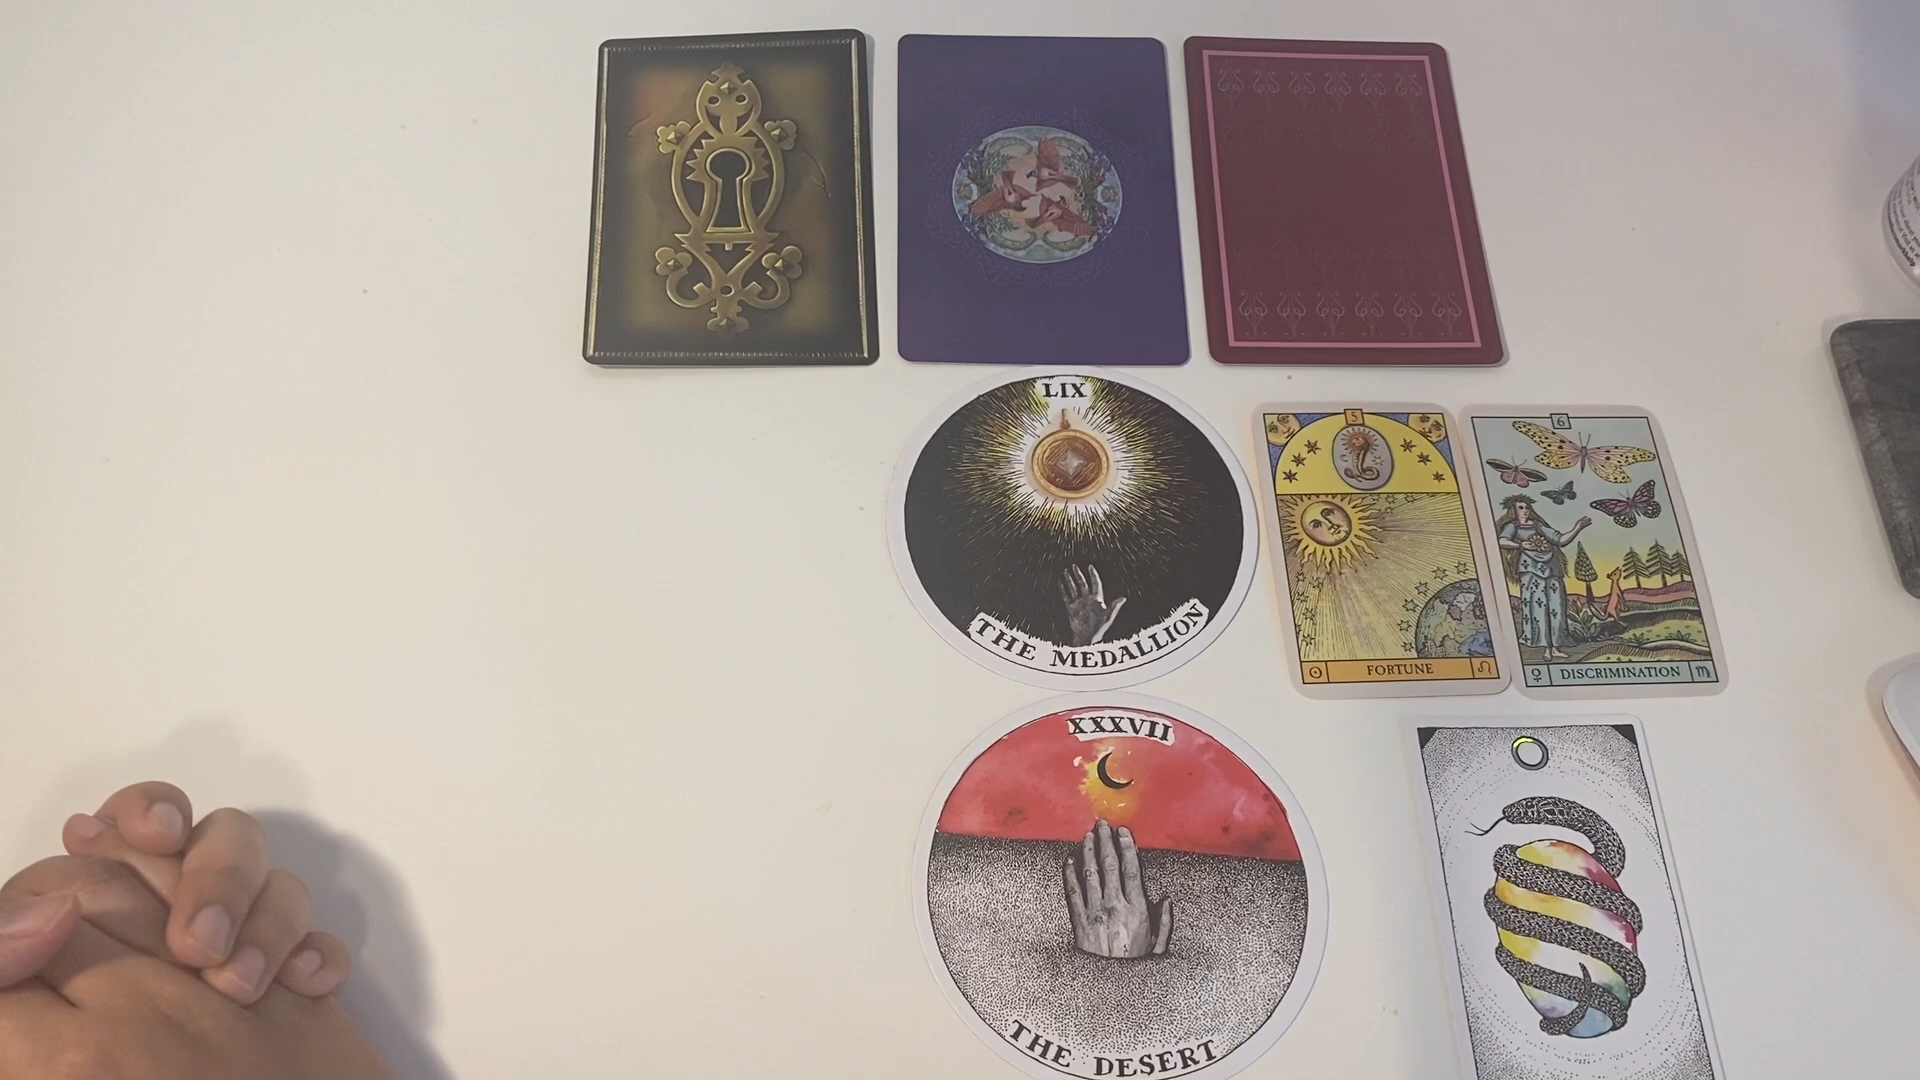 LIX
THE MEDALLION
5
FORTUNE
6
DISCRIMINATION
XXXVII
THE DESERT